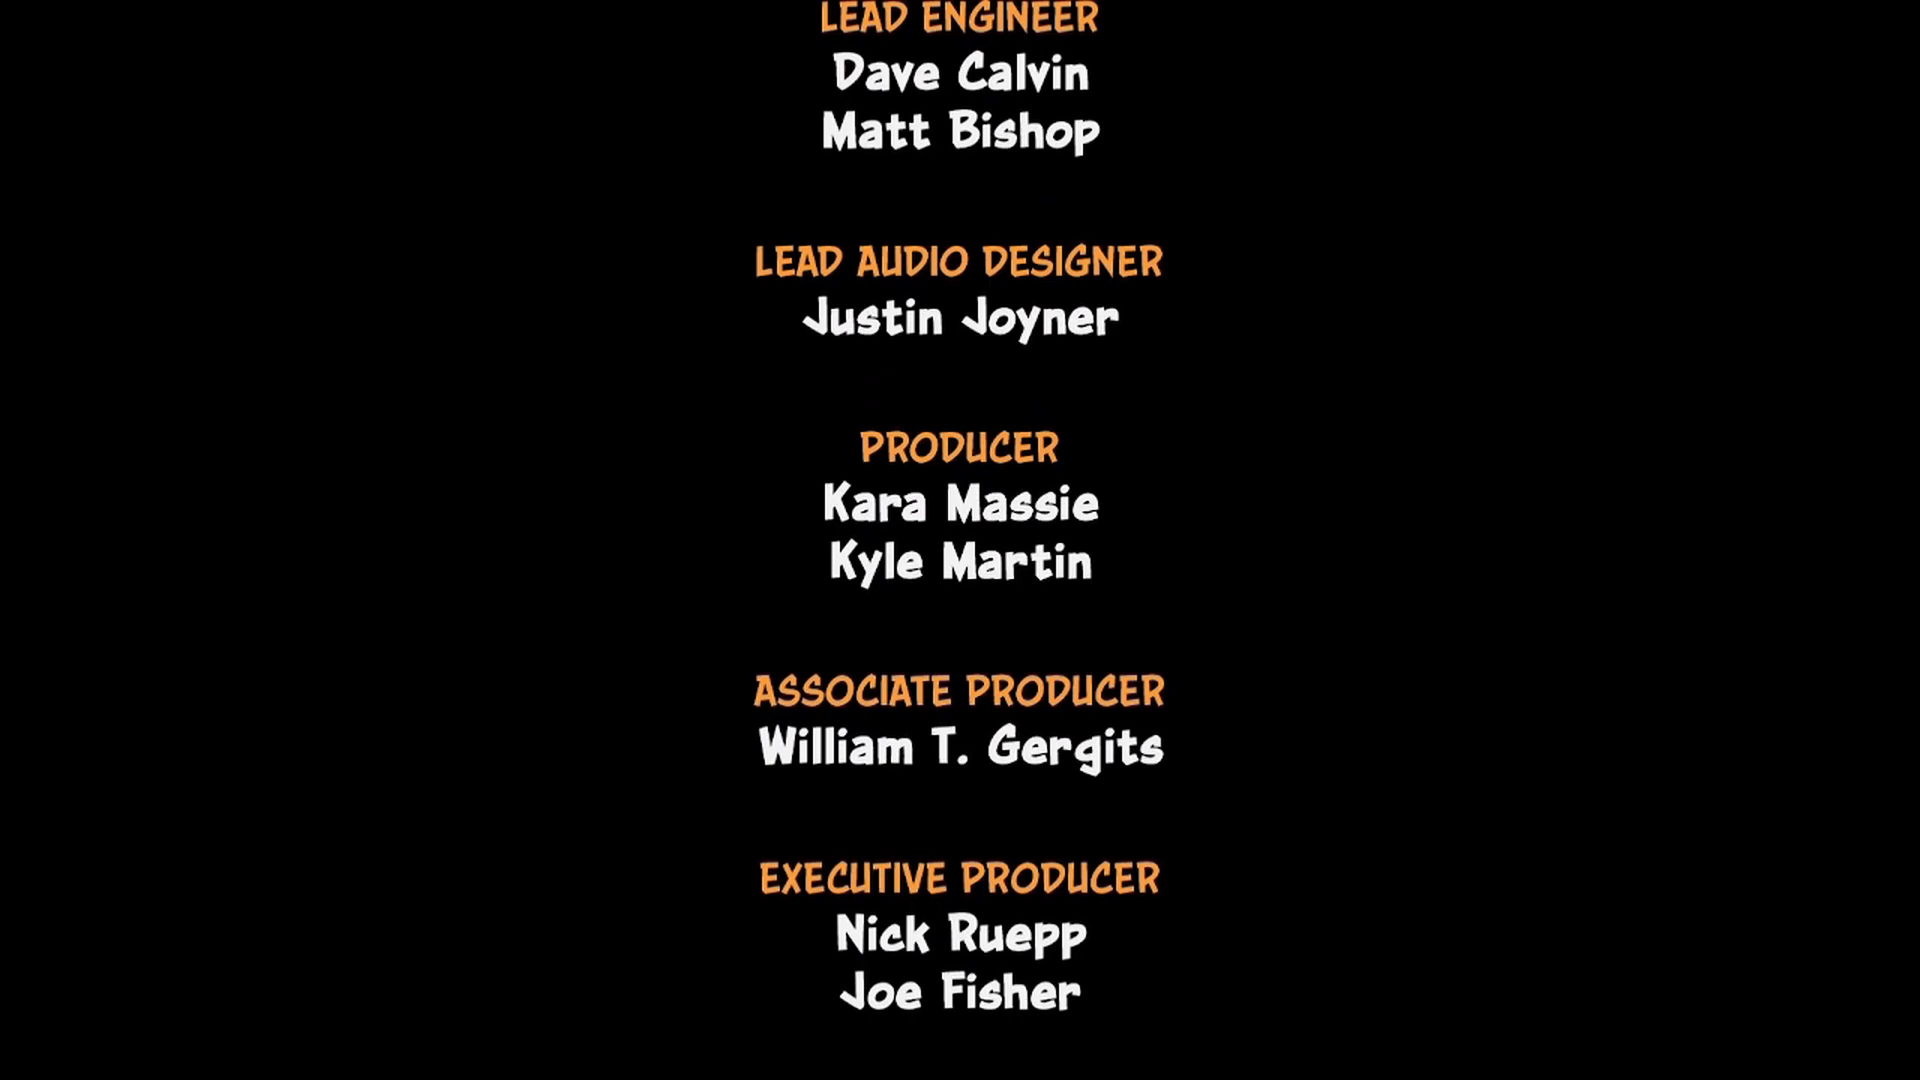 LEAD ENGINEER
Dave Calvin
Matt Bishop
LEAD AUDIO DESIGNER
Justin Joyner
PRODUCER
Kara Massie
Kyle Martin
ASSOCIATE PRODUCER
William T. Gergits
EXECUTIVE PRODUCER
Nick Ruepp
Joe Fisher